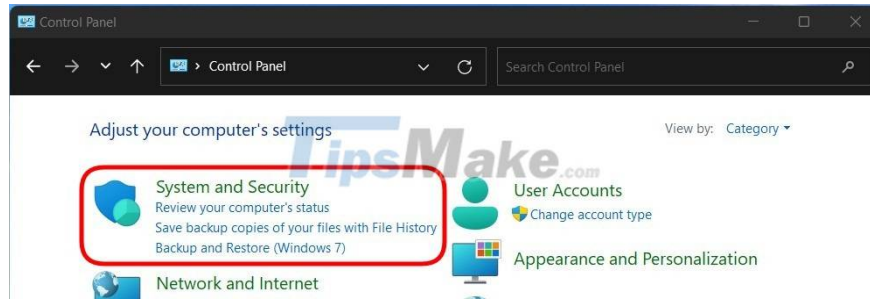 Control Panel
Control Panel
Search Control Panel
Adjust your computer's settings
View by: Category
TipsMake.com
System and Security
Review your computer's status
Save backup copies of your files with File History
Backup and Restore (Windows 7)
User Accounts
Change account type
Network and Internet
Appearance and Personalization